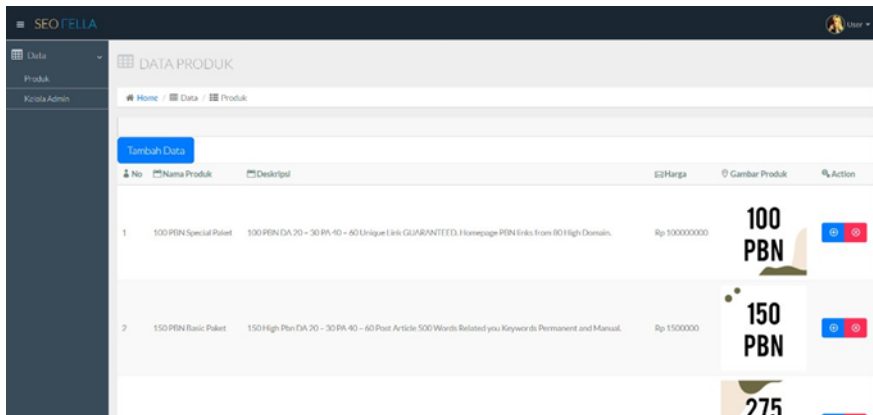 ≡ SEO FELLA
User
Data
Produk
Kelola Admin
DATA PRODUK
Home / Data / Produk
Tambah Data
No Nama Produk Deskripsi Harga Gambar Produk Action
1 100 PBN Special Paket 100 PBN DA 20 – 30 PA 40 – 60 Unique Link GUARANTEED. Homepage PBN links from 80 High Domain. Rp 100000000
100
PBN
2 150 PBN Basic Paket 150 High Pbn DA 20 – 30 PA 40 – 60 Post Article 500 Words Related you Keywords Permanent and Manual. Rp 1500000
150
PBN
275